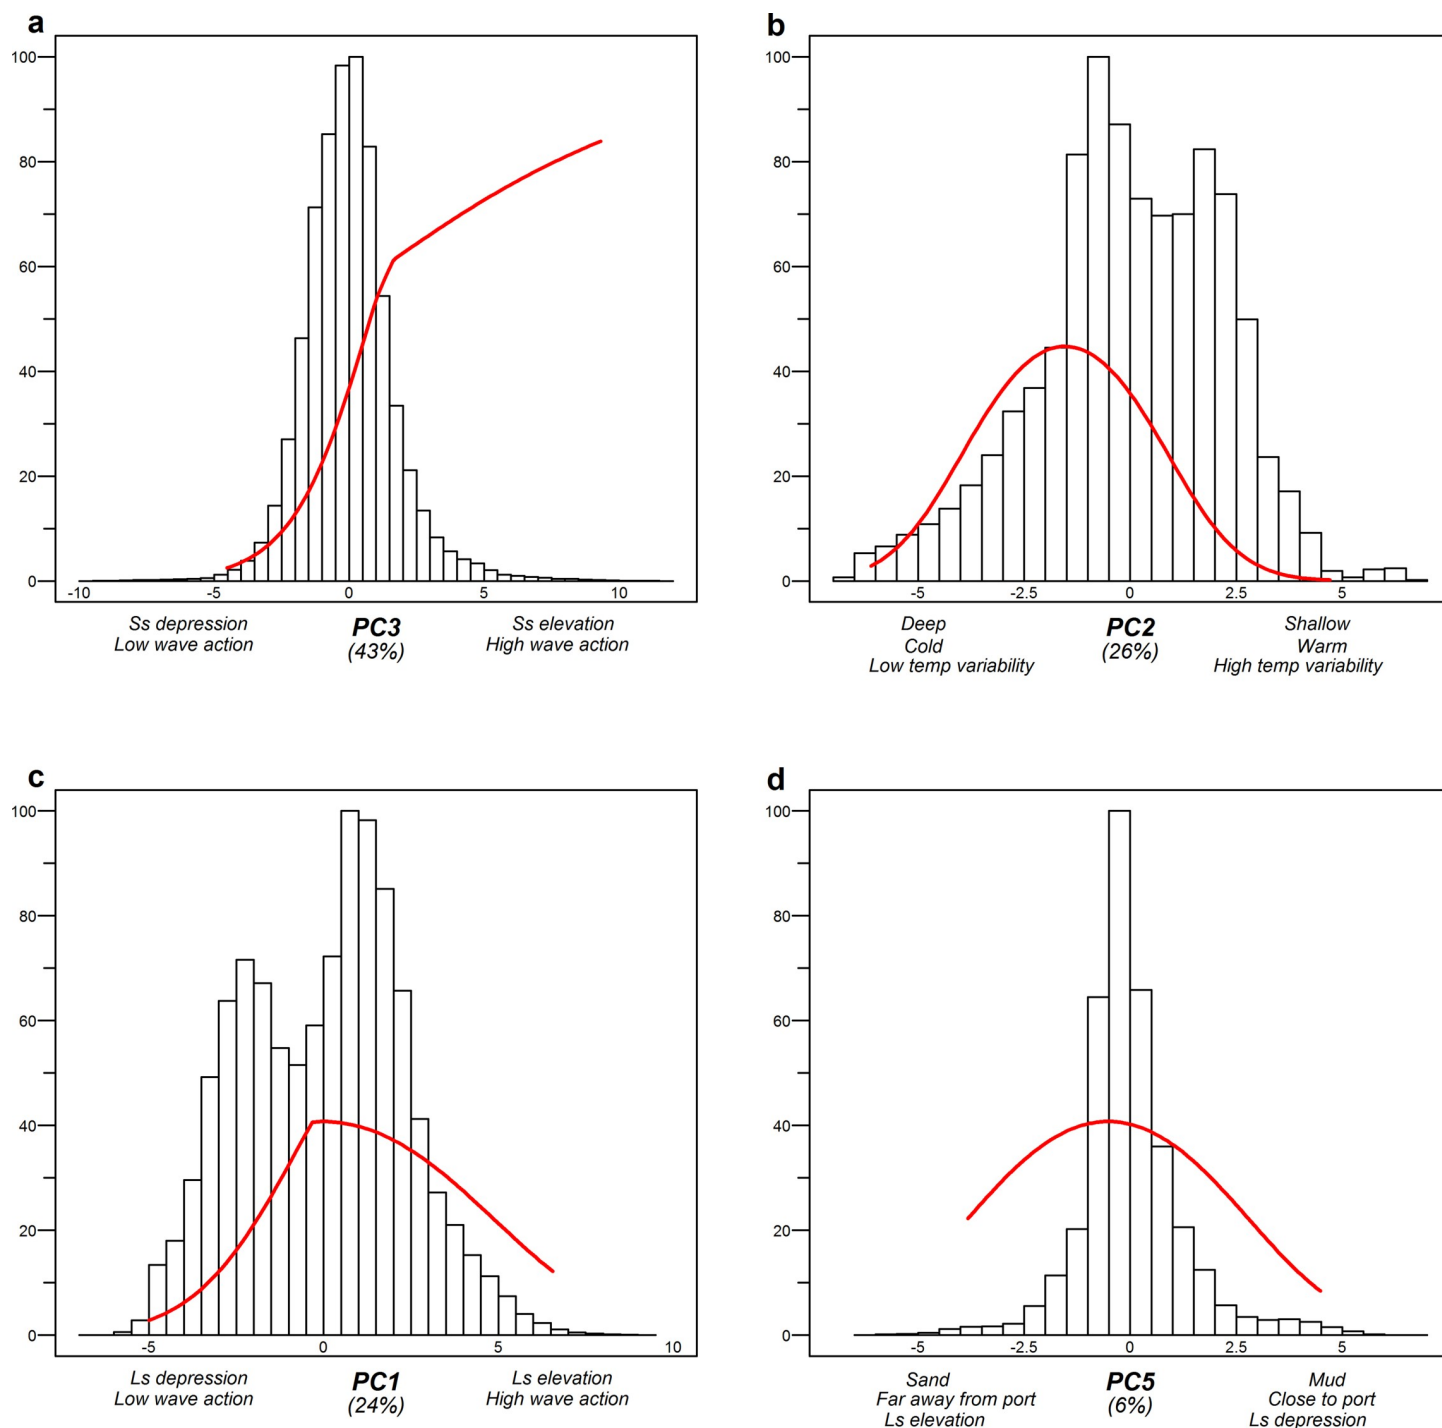 a
100
80
60
40
20
0
-10 -5 0 5 10
Ss depression PC3 Ss elevation
Low wave action (43%) High wave action
b
100
80
60
40
20
0
-5 -2.5 0 2.5 5
Deep PC2 Shallow
Cold (26%) Warm
Low temp variability High temp variability
c
100
80
60
40
20
0
-5 0 5 10
Ls depression PC1 Ls elevation
Low wave action (24%) High wave action
d
100
80
60
40
20
0
-5 -2.5 0 2.5 5
Sand PC5 Mud
Far away from port (6%) Close to port
Ls elevation Ls depression